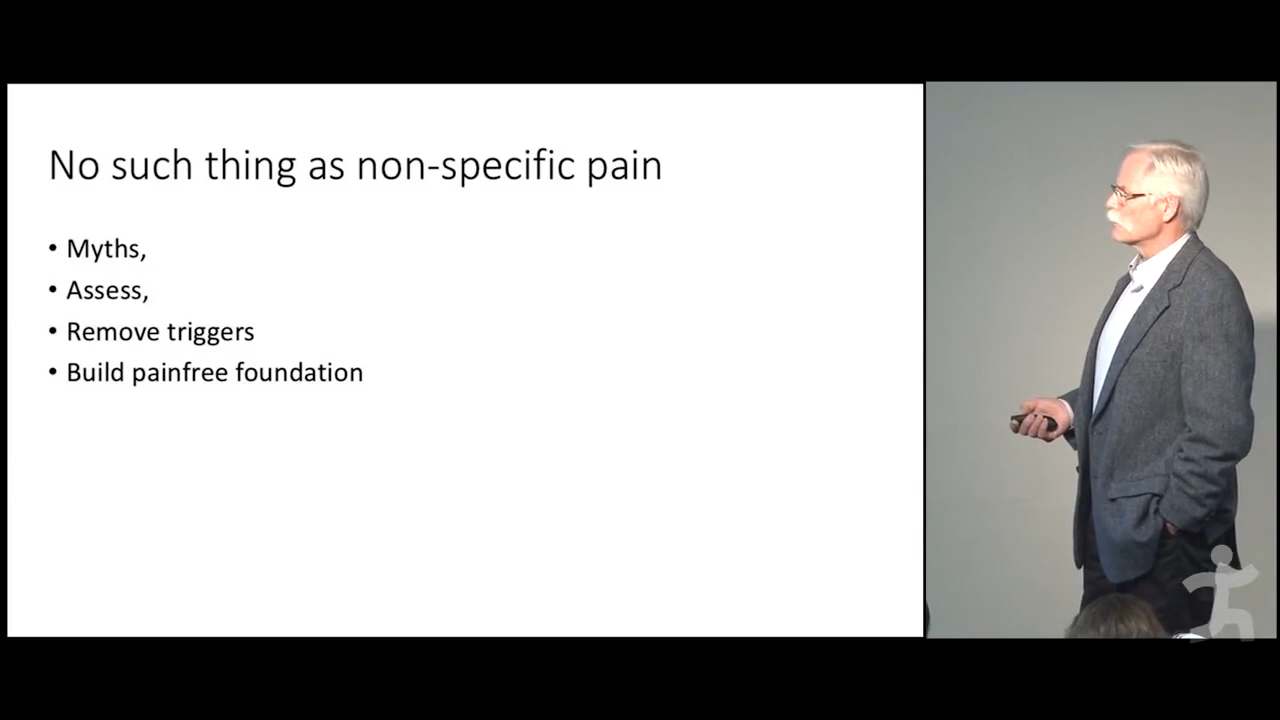 No such thing as non-specific pain
• Myths,
• Assess,
• Remove triggers
• Build painfree foundation